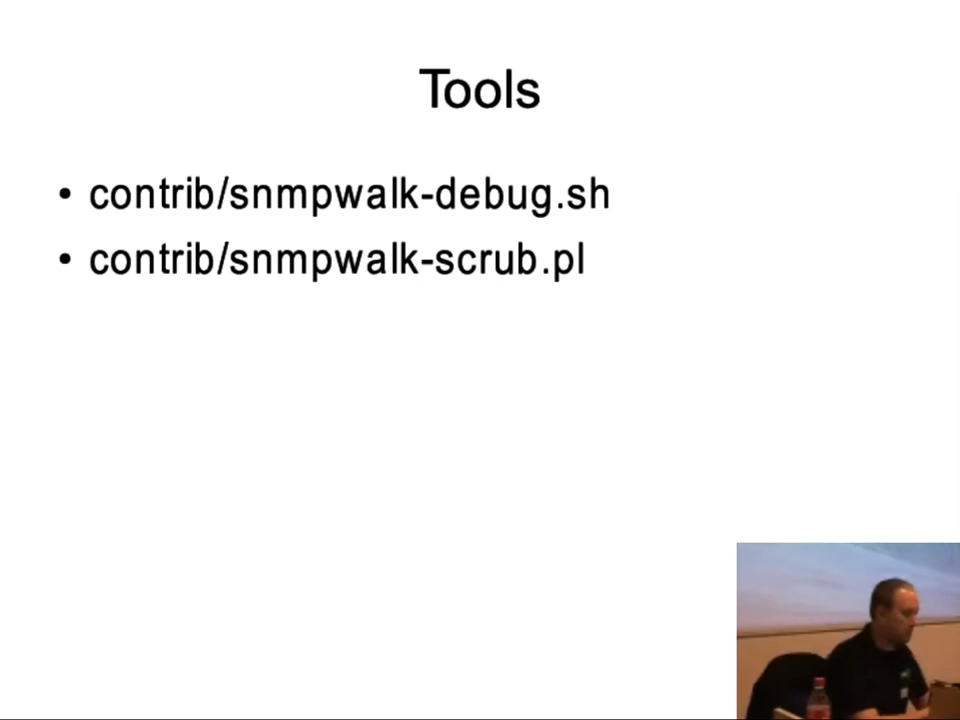 Tools
• contrib/snmpwalk-debug.sh
• contrib/snmpwalk-scrub.pl